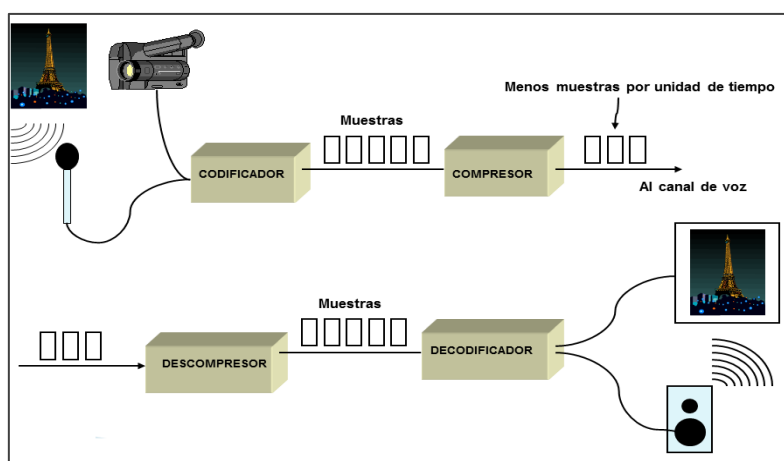 Menos muestras por unidad de tiempo
Muestras
CODIFICADOR
COMPRESOR
Al canal de voz
Muestras
DESCOMPRESOR
DECODIFICADOR